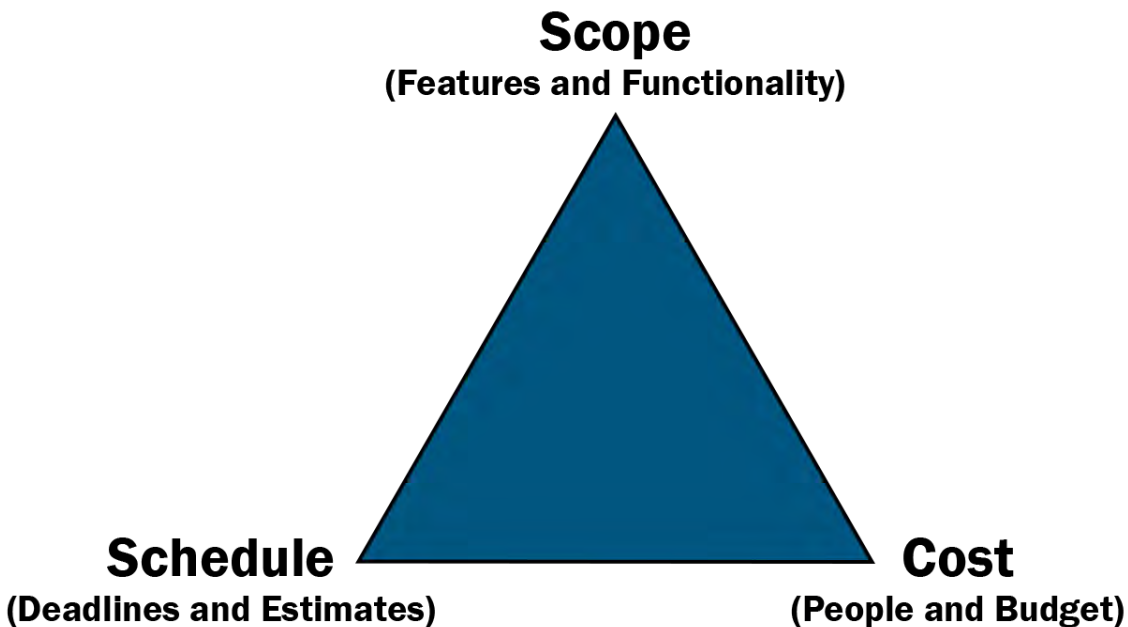 Scope
(Features and Functionality)
Schedule
(Deadlines and Estimates)
Cost
(People and Budget)